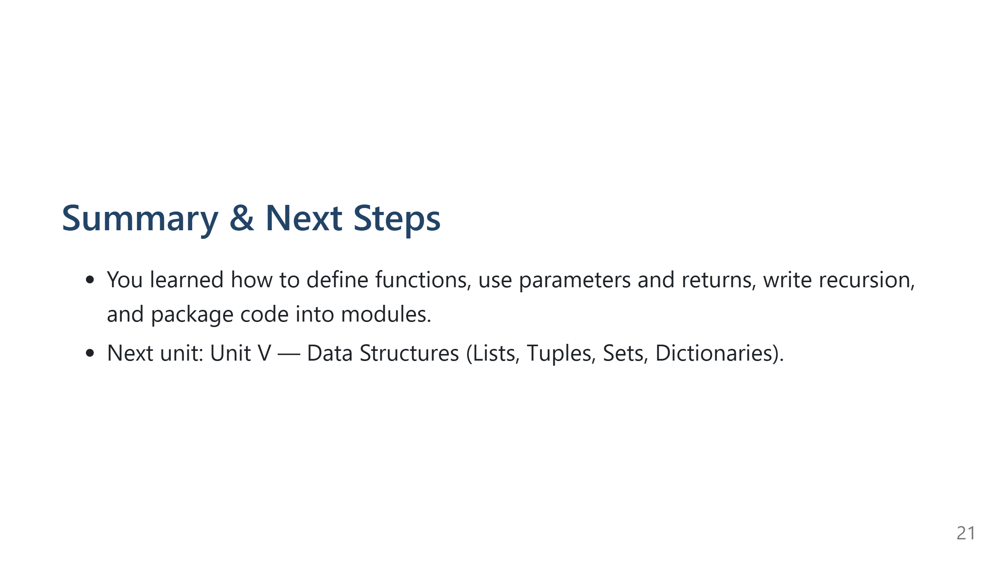 Summary & Next Steps
• You learned how to define functions, use parameters and returns, write recursion,
and package code into modules.
• Next unit: Unit V — Data Structures (Lists, Tuples, Sets, Dictionaries).
21